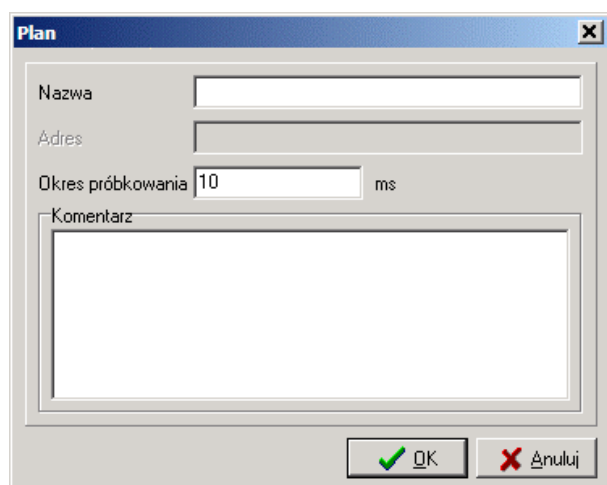 Plan
Nazwa
Adres
Okres próbkowania 10 ms
Komentarz
OK Anuluj